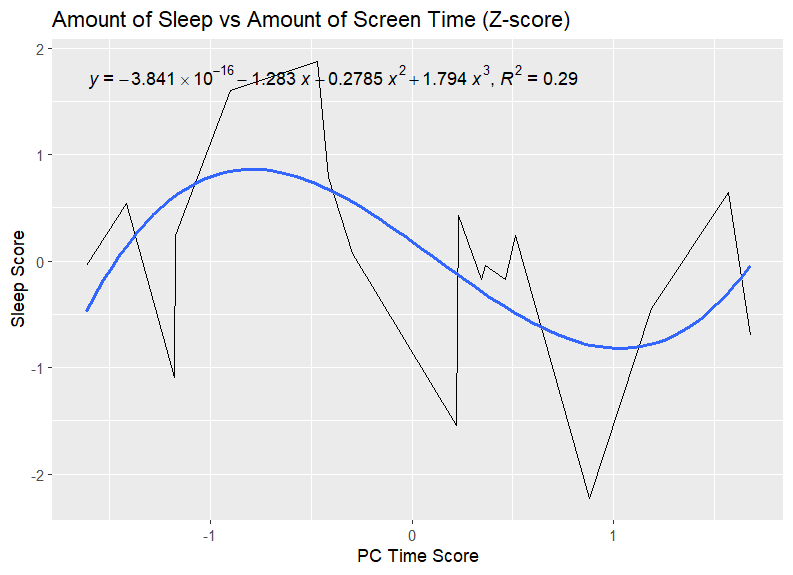 Amount of Sleep vs Amount of Screen Time (Z-score)
2
y = −3.841 × 10⁻¹⁶ − 1.283 x + 0.2785 x² + 1.794 x³, R² = 0.29
1
0
-1
-2
Sleep Score
-1 0 1
PC Time Score